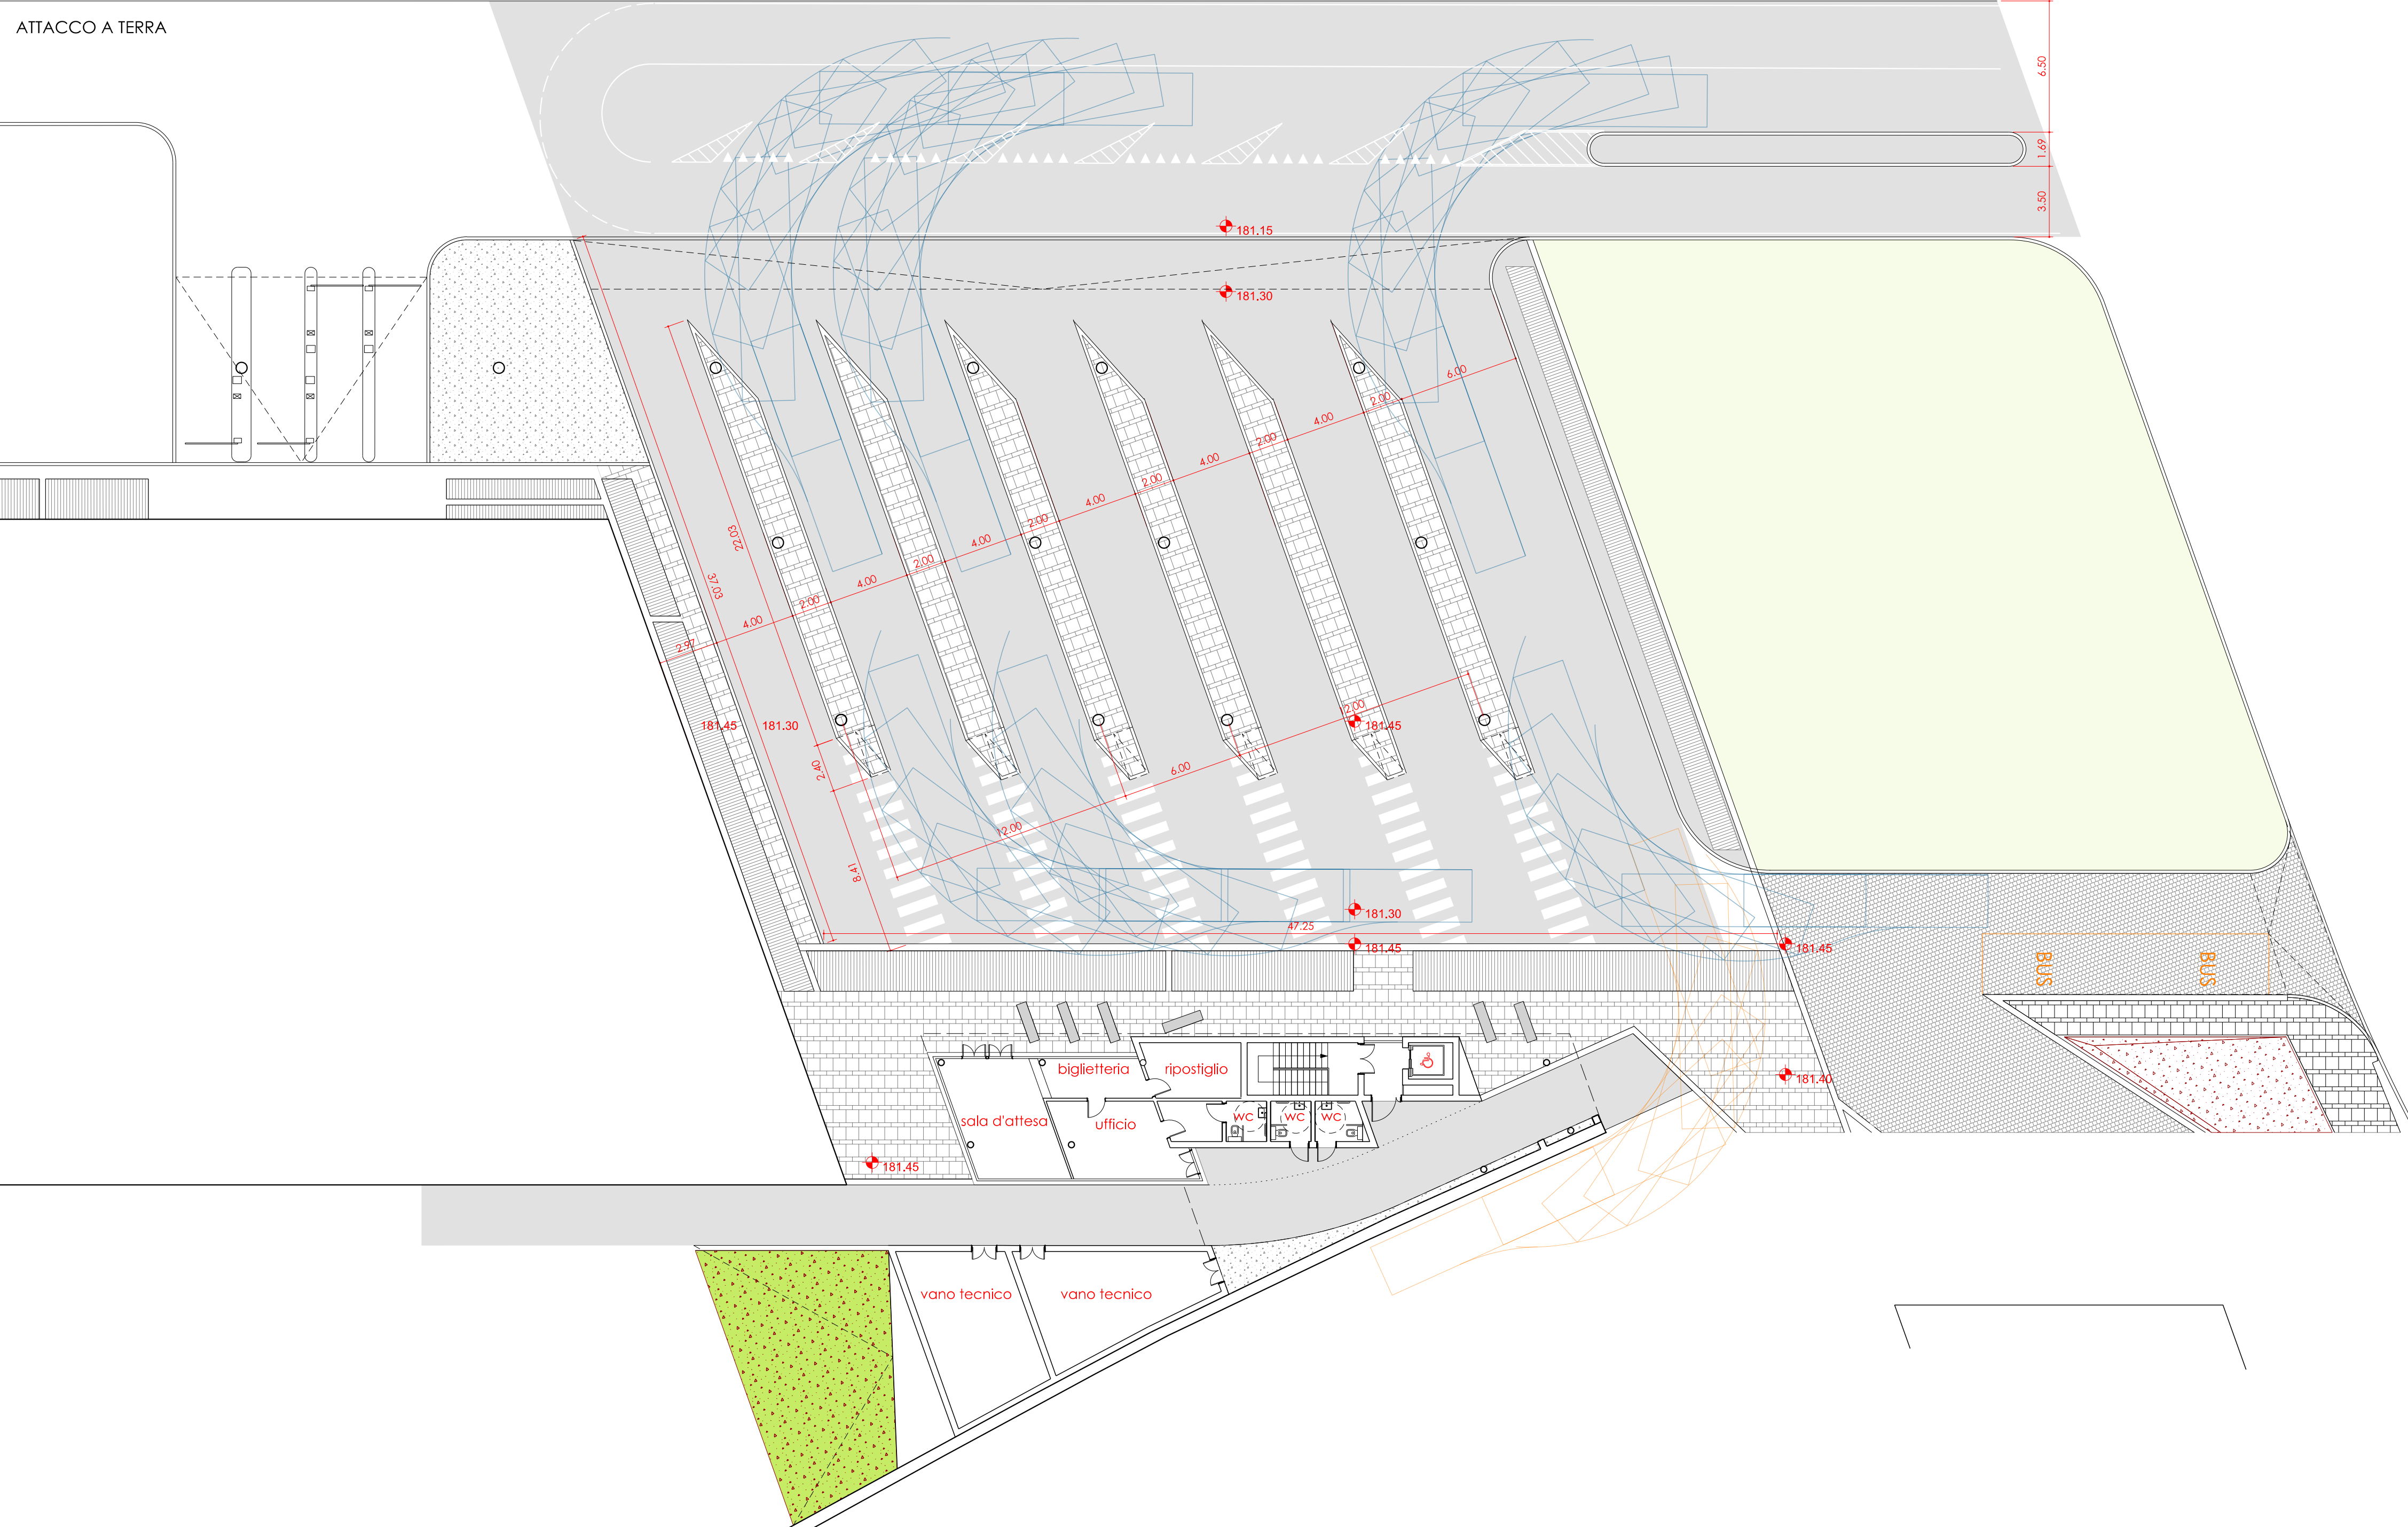 ATTACCO A TERRA
6.50
1.69
3.50
181.15
181.30
6.00
2.00
4.00
2.00
4.00
2.00
4.00
2.00
4.00
2.00
4.00
2.00
4.00
2.97
22.03
37.03
181.45
181.30
2.00
181.45
2.40
6.00
12.00
8.41
181.30
47.25
181.45
181.45
BUS
BUS
biglietteria
ripostiglio
181.40
sala d'attesa
ufficio
WC
WC
WC
181.45
vano tecnico
vano tecnico